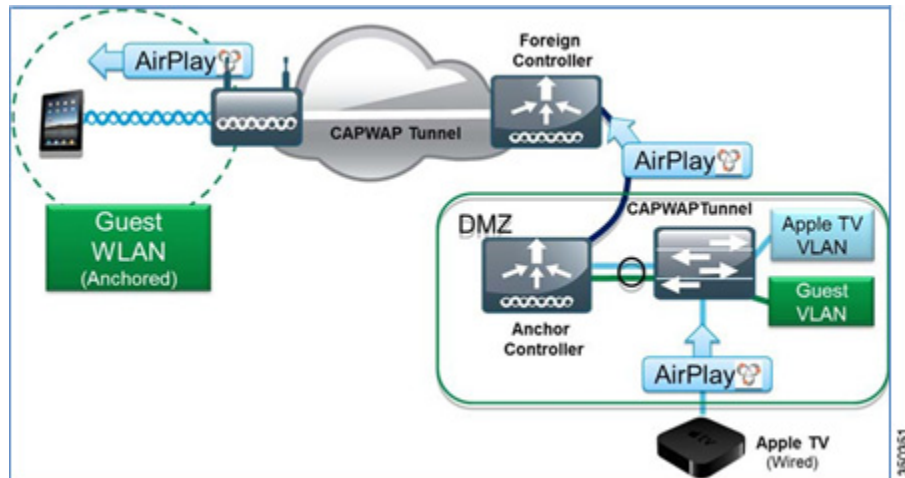 AirPlay
CAPWAP Tunnel
Foreign
Controller
AirPlay
Guest
WLAN
(Anchored)
DMZ
CAPWAPTunnel
Apple TV
VLAN
Guest
VLAN
Anchor
Controller
AirPlay
tv
Apple TV
(Wired)